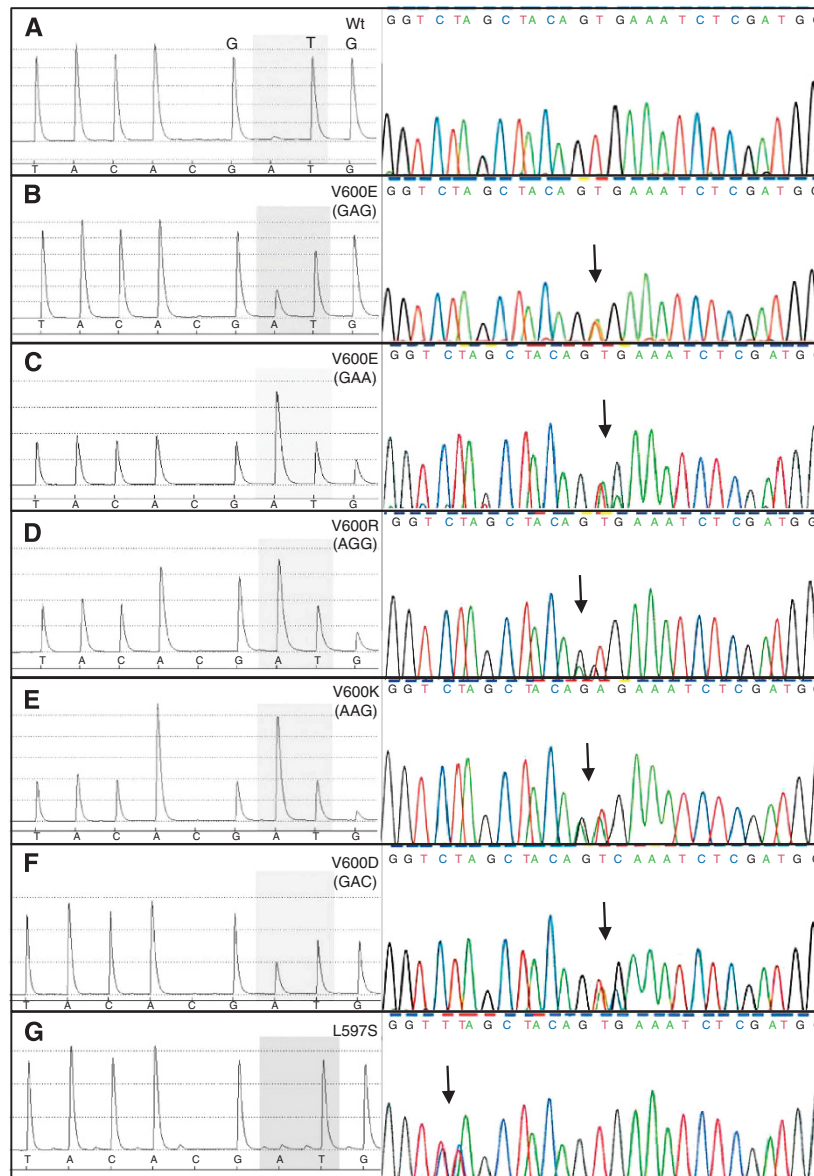 A
Wt
G T G
G G T C T A G C T A C A G T G A A A T C T C G A T G
T A C A C G A T G
B
V600E
(GAG)
G G T C T A G C T A C A G T G A A A T C T C G A T G
T A C A C G A T G
C
V600E
(GAA)
G G T C T A G C T A C A G T G A A A T C T C G A T G
T A C A C G A T G
D
V600R
(AGG)
G G T C T A G C T A C A G T G A A A T C T C G A T G G
T A C A C G A T G
E
V600K
(AAG)
G G T C T A G C T A C A G A G A A A T C T C G A T G
T A C A C G A T G
F
V600D
(GAC)
G G T C T A G C T A C A G T C A A A T C T C G A T G
T A C A C G A T G
G
L597S
G G T T T A G C T A C A G T G A A A T C T C G A T G
T A C A C G A T G